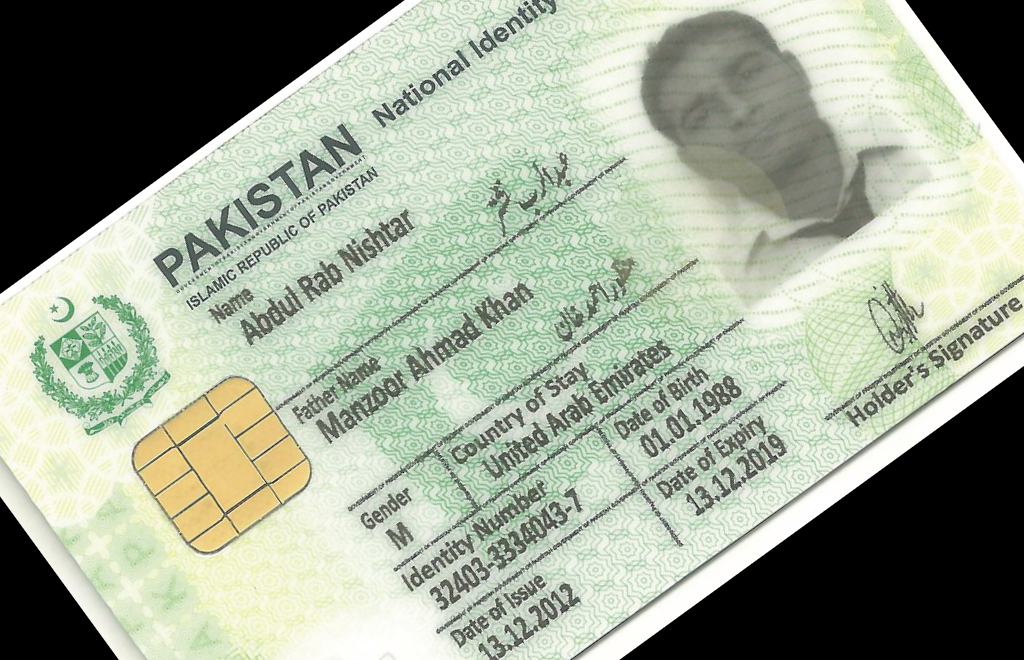 PAKISTAN National Identity
ISLAMIC REPUBLIC OF PAKISTAN
Name
Abdul Rab Nishtar
عبدالرب نشتر
Father Name
Manzoor Ahmad Khan
منظور احمد خان
Gender
M
Country of Stay
United Arab Emirates
Identity Number
32403-3334043-7
Date of Birth
01.01.1988
Date of Issue
13.12.2012
Date of Expiry
13.12.2019
Holder's Signature